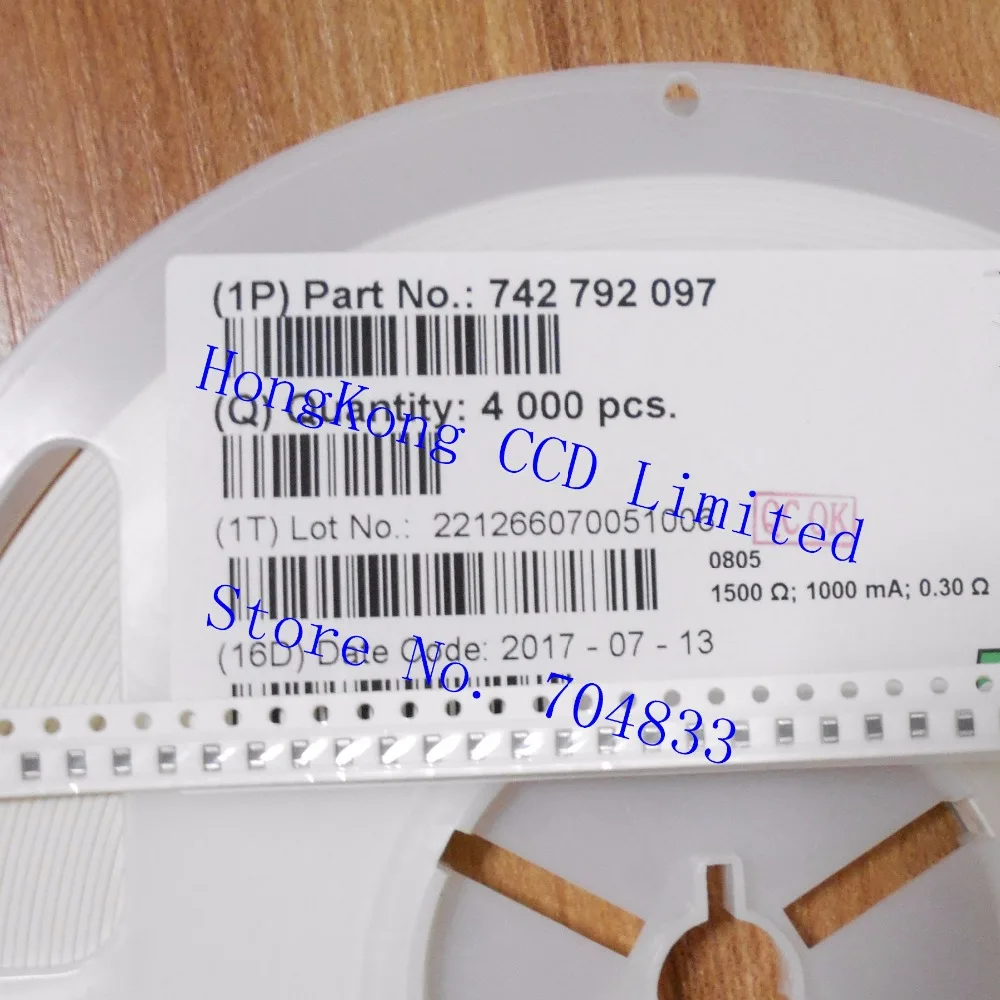 (1P) Part No.: 742 792 097
(Q) Quantity: 4 000 pcs.
HongKong CCD Limited
(1T) Lot No.: 221266070051006
QC OK
0805
1500 Ω; 1000 mA; 0.30 Ω
(16D) Date Code: 2017 - 07 - 13
Store No. 704833